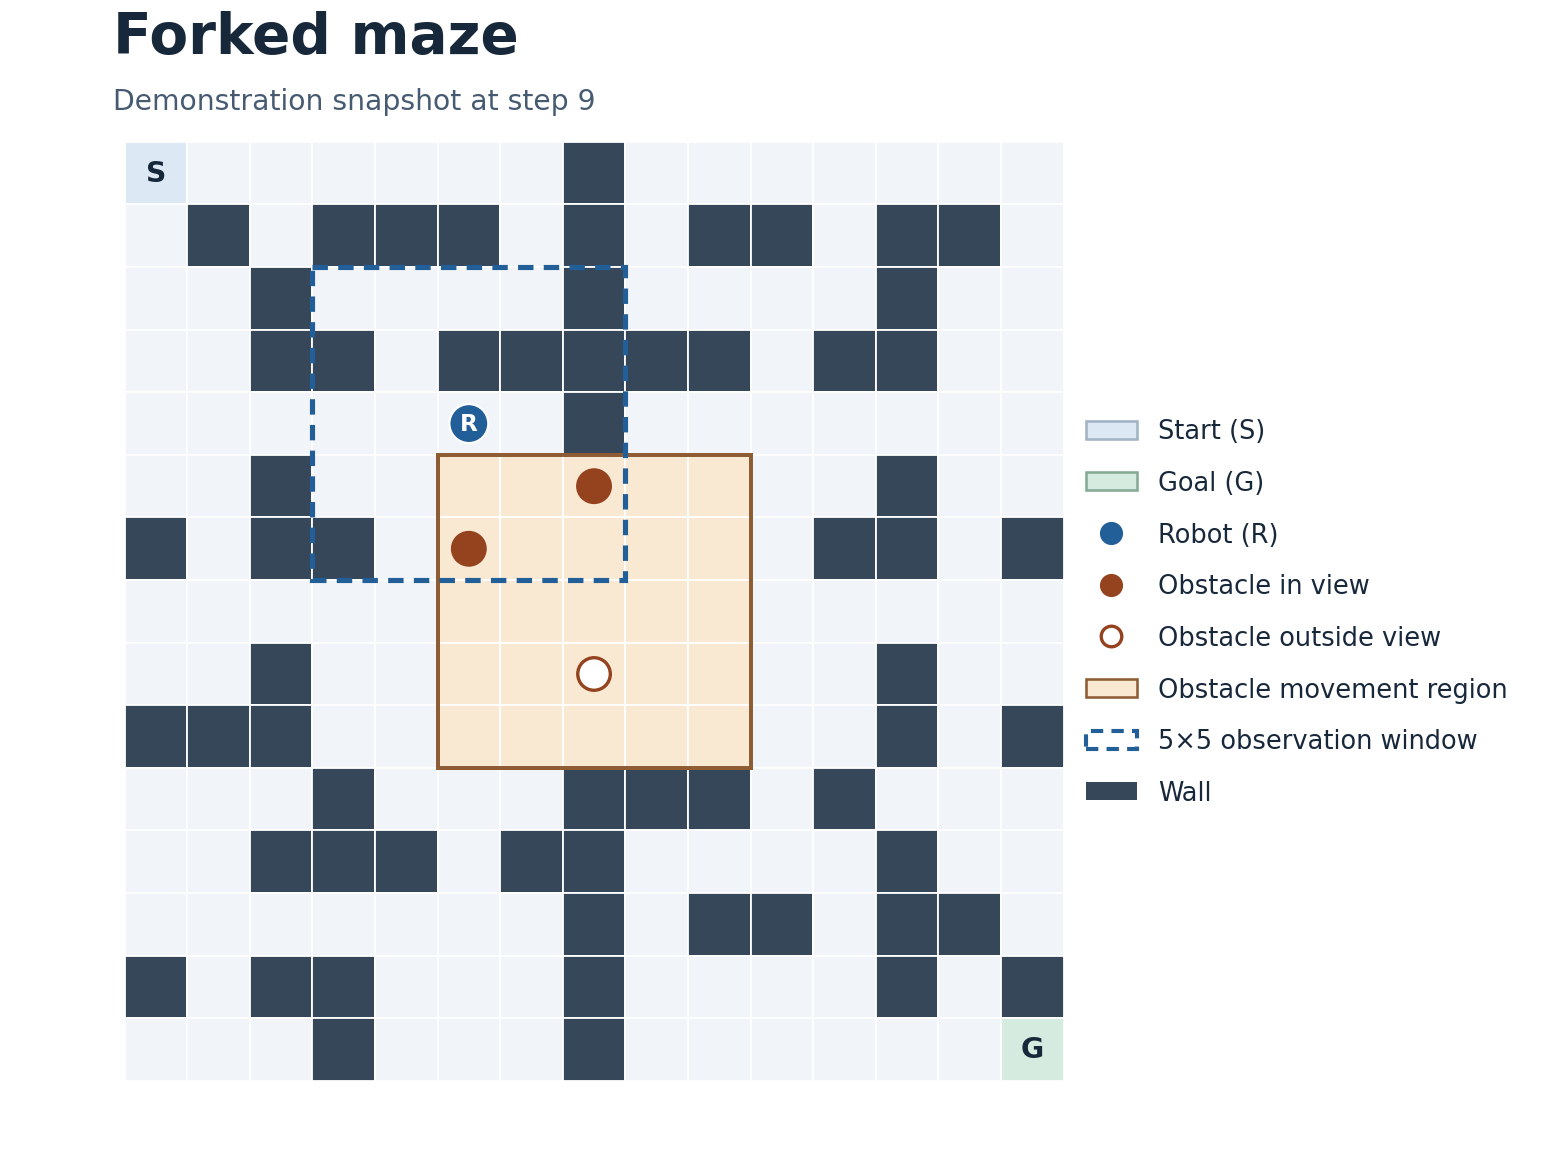 Forked maze
Demonstration snapshot at step 9
S
R
G
Start (S)
Goal (G)
Robot (R)
Obstacle in view
Obstacle outside view
Obstacle movement region
5×5 observation window
Wall